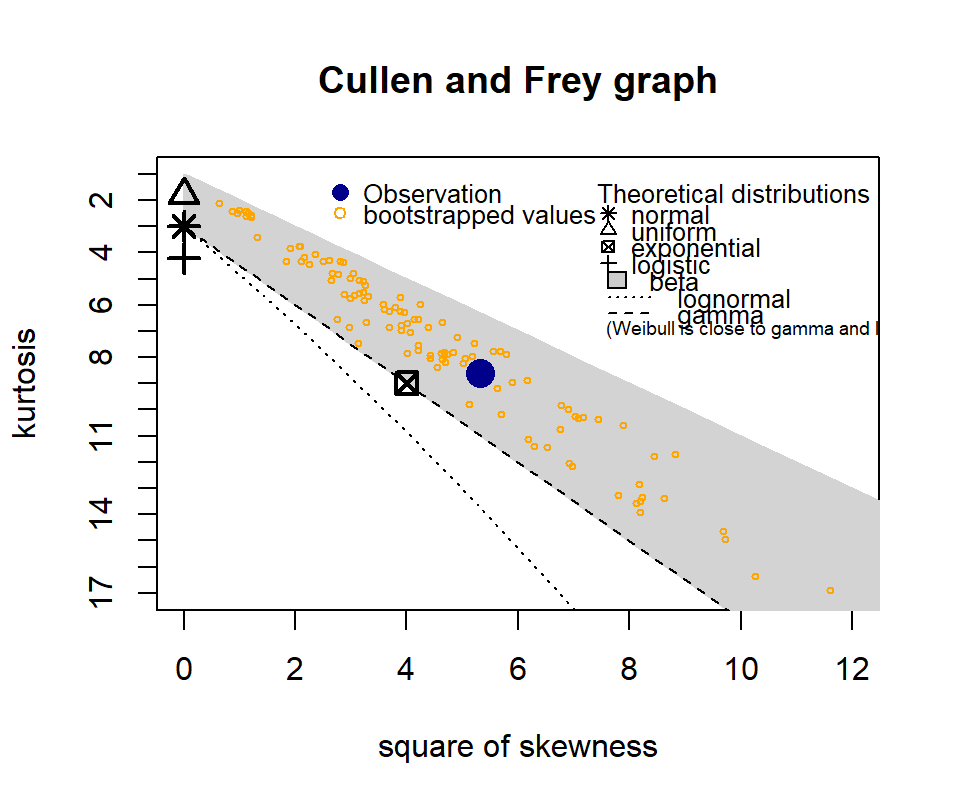 Cullen and Frey graph
Observation
bootstrapped values
Theoretical distributions
normal
uniform
exponential
logistic
beta
lognormal
gamma
(Weibull is close to gamma and l
kurtosis
2
4
6
8
11
14
17
0 2 4 6 8 10 12
square of skewness